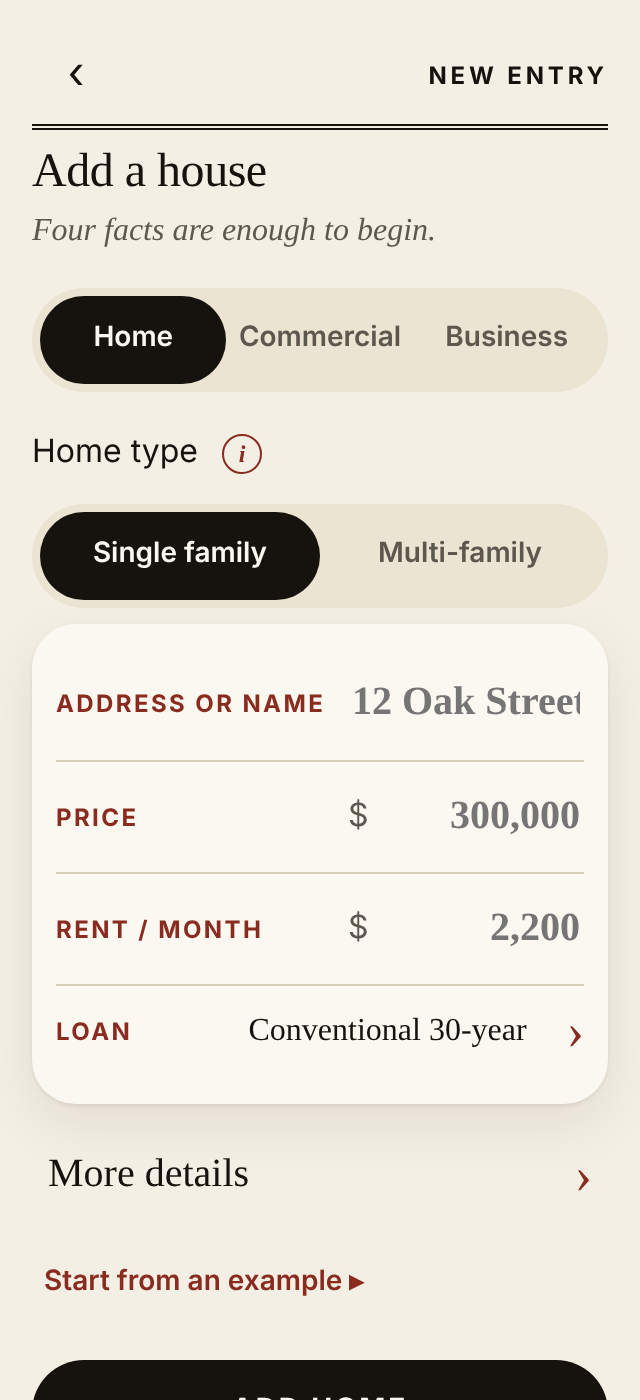 ‹ NEW ENTRY
Add a house
Four facts are enough to begin.
Home Commercial Business
Home type i
Single family Multi-family
ADDRESS OR NAME 12 Oak Street
PRICE $ 300,000
RENT / MONTH $ 2,200
LOAN Conventional 30-year ›
More details ›
Start from an example ▸
ADD HOME